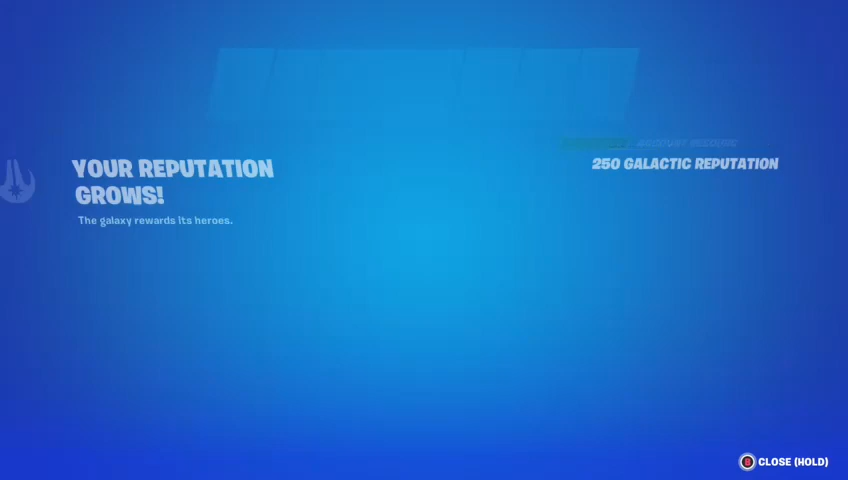 YOUR REPUTATION
GROWS!
The galaxy rewards its heroes.
250 GALACTIC REPUTATION
B CLOSE (HOLD)